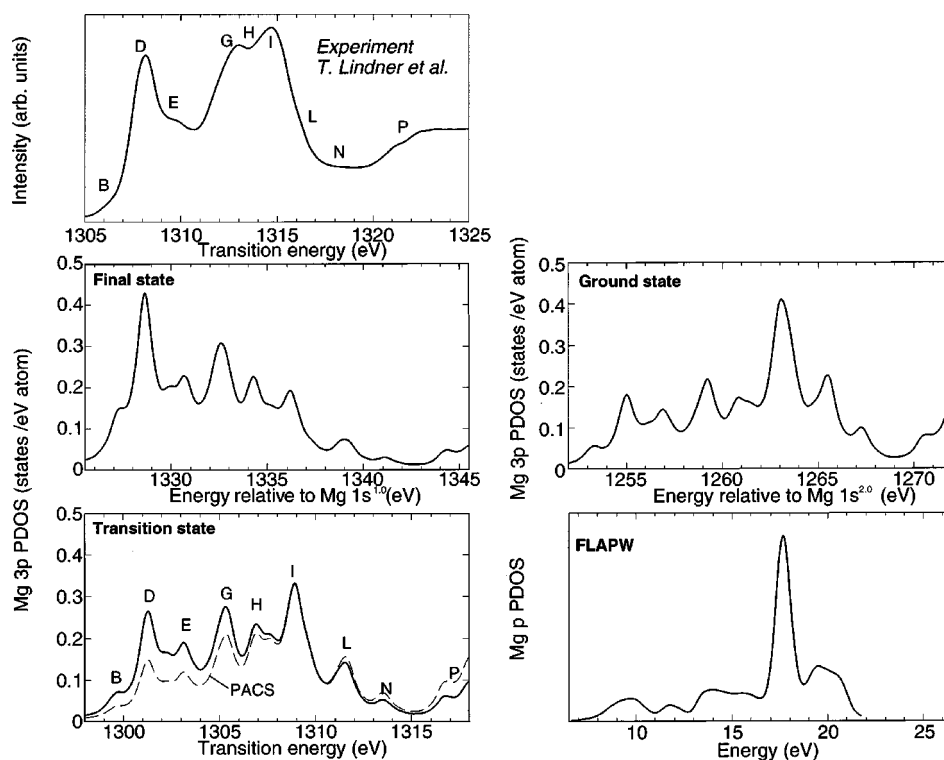 Intensity (arb. units)
D
G
H
I
Experiment
T. Lindner et al.
E
L
N
P
B
1305 1310 1315 1320 1325
Transition energy (eV)
Mg 3p PDOS (states /eV atom)
0.5
0.4
0.3
0.2
0.1
0
Final state
1330 1335 1340 1345
Energy relative to Mg 1s1.0(eV)
Mg 3p PDOS (states /eV atom)
0.5
0.4
0.3
0.2
0.1
0
Ground state
1255 1260 1265 1270
Energy relative to Mg 1s2.0 (eV)
0.5
0.4
0.3
0.2
0.1
0
Transition state
B
D
E
G
H
I
L
N
P
PACS
1300 1305 1310 1315
Transition energy (eV)
Mg p PDOS
FLAPW
10 15 20 25
Energy (eV)